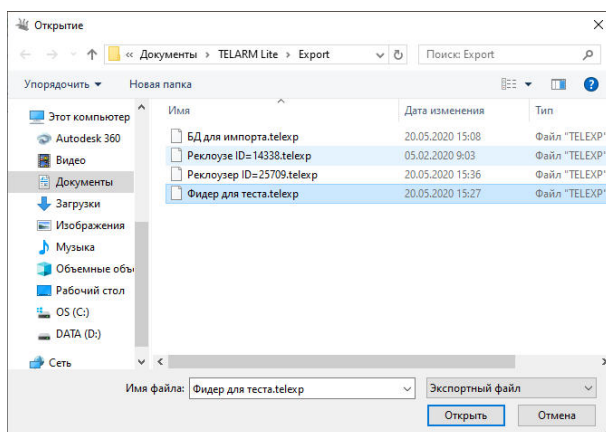 Открытие
« Документы > TELARM Lite > Export
Поиск: Export
Упорядочить
Новая папка
Имя
Дата изменения
Тип
Этот компьютер
Autodesk 360
Видео
Документы
Загрузки
Изображения
Музыка
Объемные объ
Рабочий стол
OS (C:)
DATA (D:)
Сеть
БД для импорта.telexp 20.05.2020 15:08 Файл "TELEXP"
Реклоузе ID=14338.telexp 05.02.2020 9:03 Файл "TELEXP"
Реклоузер ID=25709.telexp 20.05.2020 15:36 Файл "TELEXP"
Фидер для теста.telexp 20.05.2020 15:27 Файл "TELEXP"
Имя файла: Фидер для теста.telexp
Экспортный файл
Открыть
Отмена